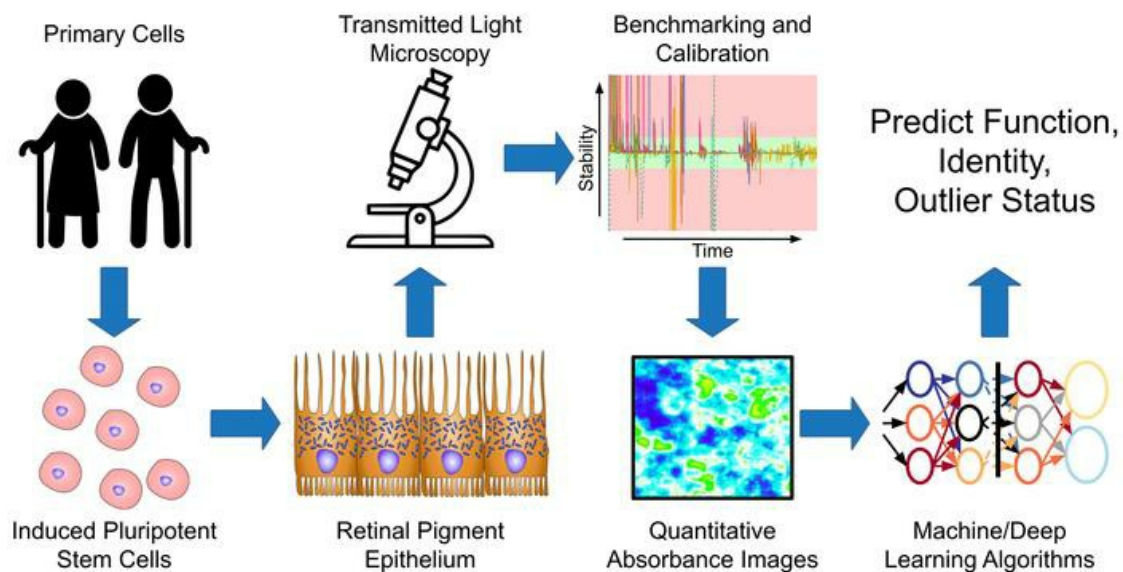 Primary Cells
Transmitted Light
Microscopy
Benchmarking and
Calibration
Stability
Time
Predict Function,
Identity,
Outlier Status
Induced Pluripotent
Stem Cells
Retinal Pigment
Epithelium
Quantitative
Absorbance Images
Machine/Deep
Learning Algorithms